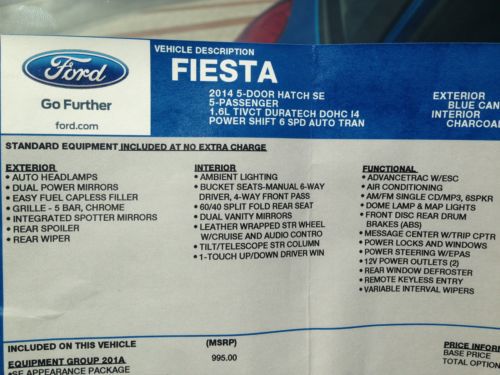 Ford
Go Further
ford.com
VEHICLE DESCRIPTION
FIESTA
2014 5-DOOR HATCH SE
5-PASSENGER
1.6L TIVCT DURATECH DOHC I4
POWER SHIFT 6 SPD AUTO TRAN
EXTERIOR
BLUE CAN
INTERIOR
CHARCOA
STANDARD EQUIPMENT INCLUDED AT NO EXTRA CHARGE
EXTERIOR
• AUTO HEADLAMPS
• DUAL POWER MIRRORS
• EASY FUEL CAPLESS FILLER
• GRILLE - 5 BAR, CHROME
• INTEGRATED SPOTTER MIRRORS
• REAR SPOILER
• REAR WIPER
INTERIOR
• AMBIENT LIGHTING
• BUCKET SEATS-MANUAL 6-WAY
DRIVER, 4-WAY FRONT PASS
• 60/40 SPLIT FOLD REAR SEAT
• DUAL VANITY MIRRORS
• LEATHER WRAPPED STR WHEEL
W/CRUISE AND AUDIO CONTRO
• TILT/TELESCOPE STR COLUMN
• 1-TOUCH UP/DOWN DRIVER WIN
FUNCTIONAL
• ADVANCETRAC W/ESC
• AIR CONDITIONING
• AM/FM SINGLE CD/MP3, 6SPKR
• DOME LAMP & MAP LIGHTS
• FRONT DISC REAR DRUM
BRAKES (ABS)
• MESSAGE CENTER W/TRIP CPTR
• POWER LOCKS AND WINDOWS
• POWER STEERING W/EPAS
• 12V POWER OUTLETS (2)
• REAR WINDOW DEFROSTER
• REMOTE KEYLESS ENTRY
• VARIABLE INTERVAL WIPERS
INCLUDED ON THIS VEHICLE
(MSRP)
EQUIPMENT GROUP 201A
995.00
•SE APPEARANCE PACKAGE
PRICE INFOR
BASE PRICE
TOTAL OPTION